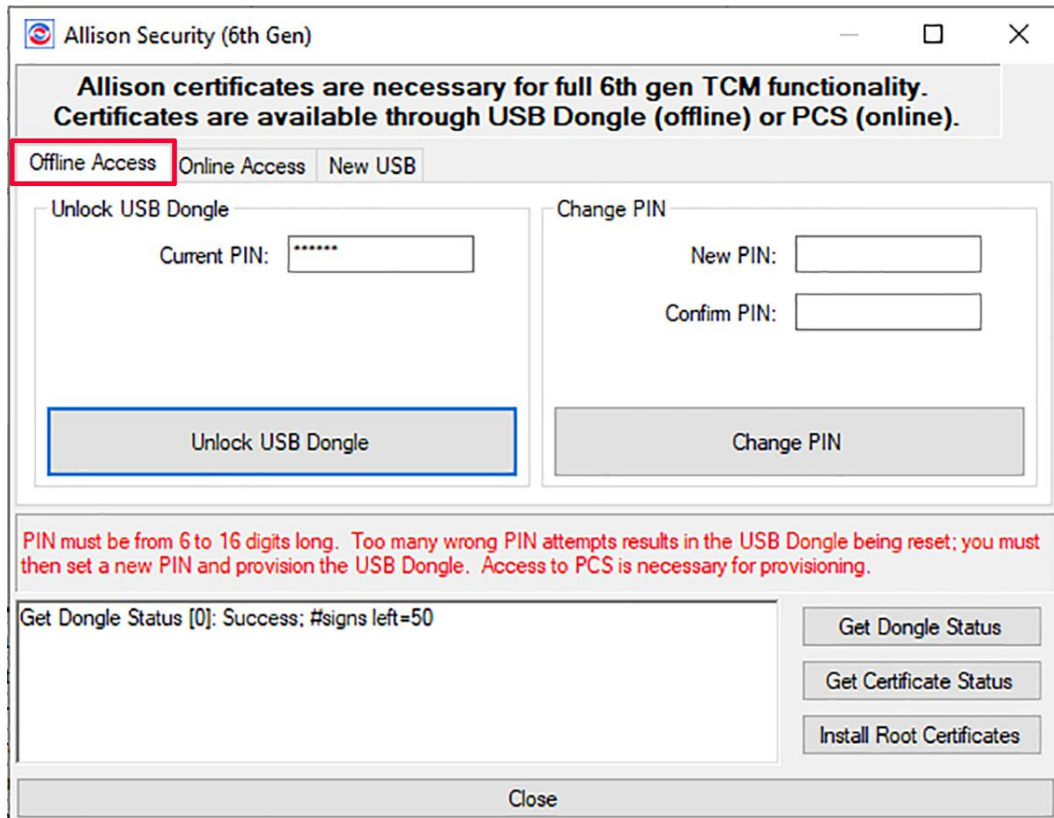 Allison Security (6th Gen)
Allison certificates are necessary for full 6th gen TCM functionality.
Certificates are available through USB Dongle (offline) or PCS (online).
Offline Access
Online Access
New USB
Unlock USB Dongle
Current PIN:
******
Unlock USB Dongle
Change PIN
New PIN:
Confirm PIN:
Change PIN
PIN must be from 6 to 16 digits long. Too many wrong PIN attempts results in the USB Dongle being reset; you must
then set a new PIN and provision the USB Dongle. Access to PCS is necessary for provisioning.
Get Dongle Status [0]: Success; #signs left=50
Get Dongle Status
Get Certificate Status
Install Root Certificates
Close